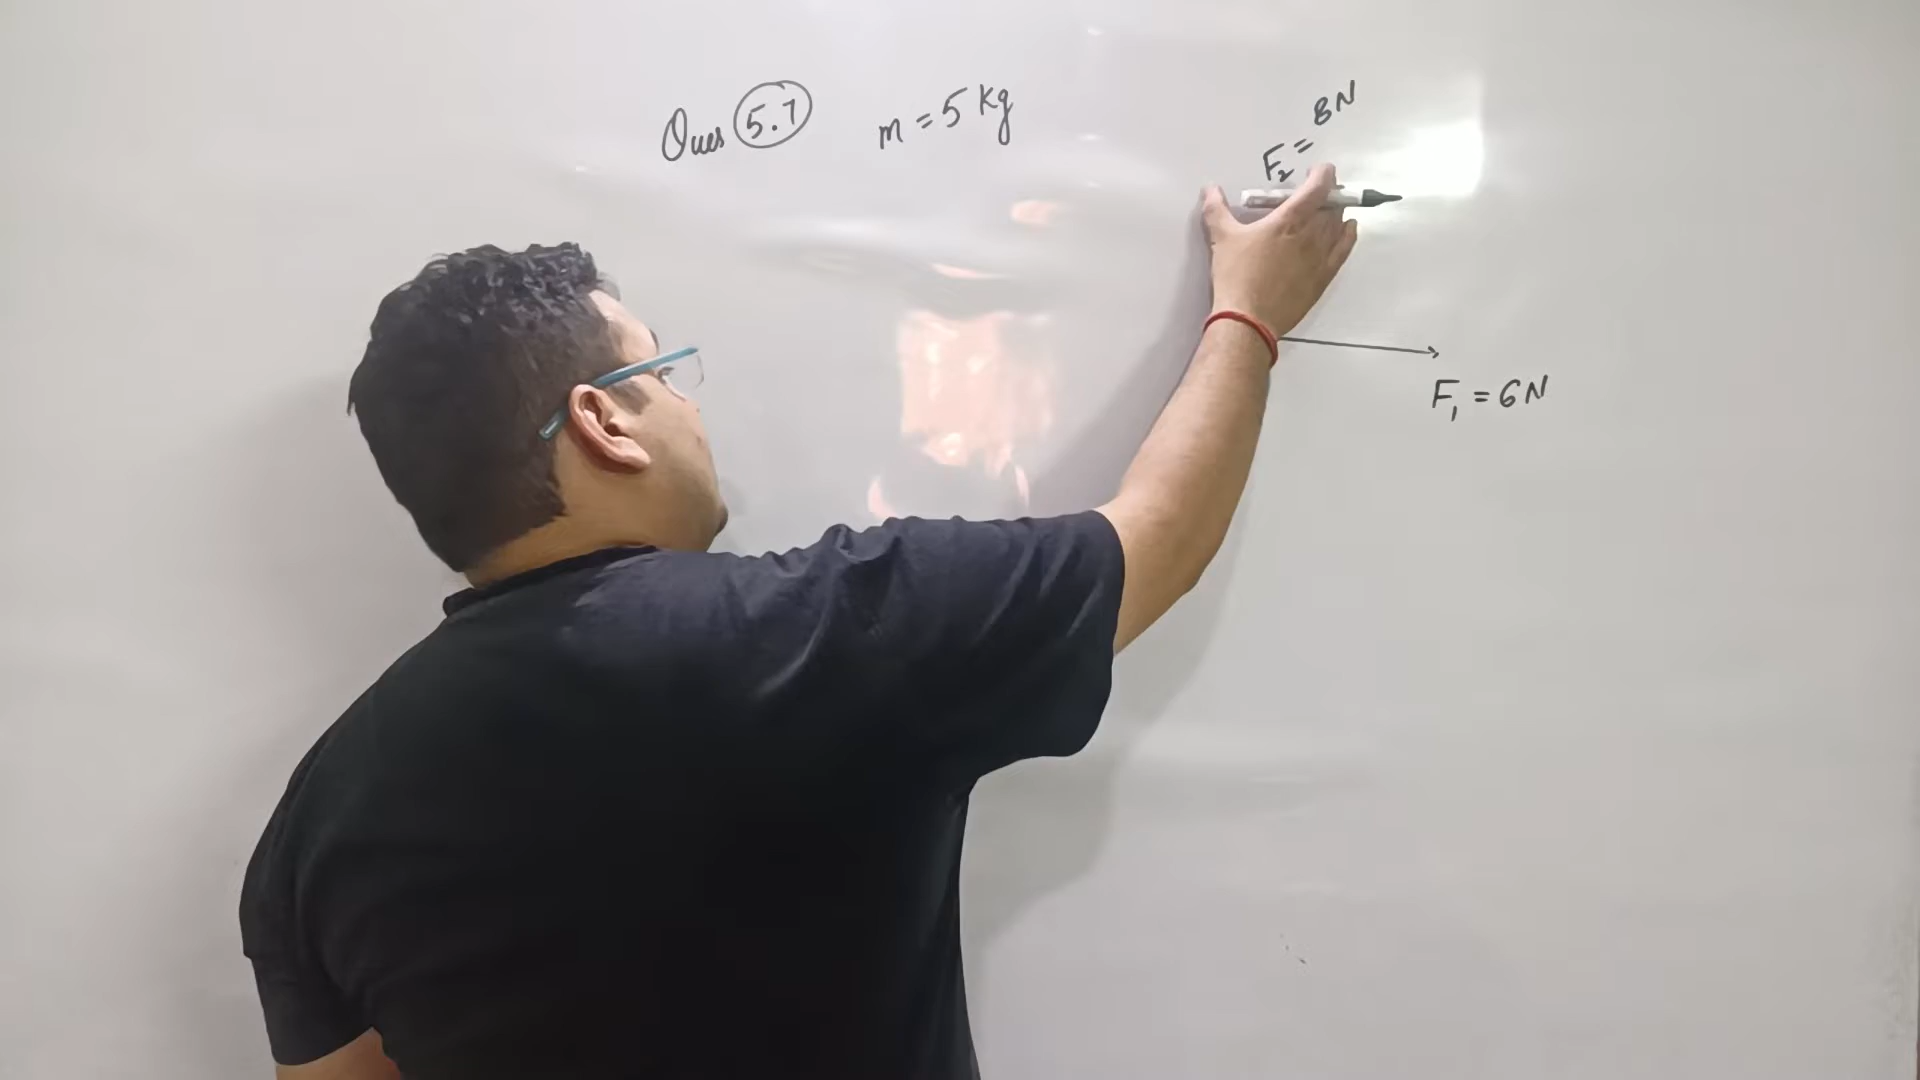 Ques 5.7 m = 5 kg
F₂ = 8N
F₁ = 6N